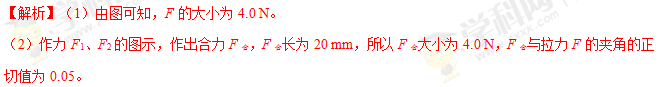 【解析】（1）由图可知，F 的大小为 4.0 N。
（2）作力 F₁、F₂ 的图示，作出合力 F合，F合长为 20 mm，所以 F合大小为 4.0 N，F合与拉力 F 的夹角的正
切值为 0.05。